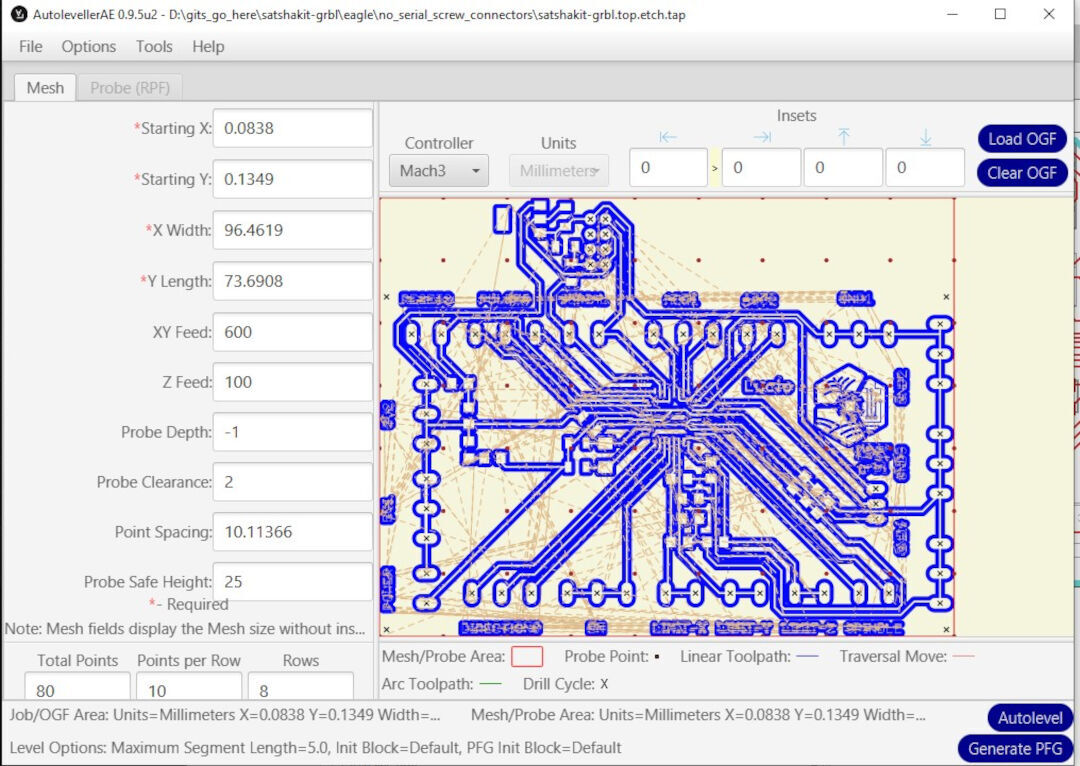 AutolevellerAE 0.9.5u2 - D:\gits_go_here\satshakit-grbl\eagle\no_serial_screw_connectors\satshakit-grbl.top.etch.tap
File Options Tools Help
Mesh Probe (RPF)
*Starting X: 0.0838
*Starting Y: 0.1349
*X Width: 96.4619
*Y Length: 73.6908
XY Feed: 600
Z Feed: 100
Probe Depth: -1
Probe Clearance: 2
Point Spacing: 10.11366
Probe Safe Height: 25
*- Required
Note: Mesh fields display the Mesh size without ins...
Total Points Points per Row Rows
80 10 8
Insets
Controller Units
Mach3 Millimeters 0 > 0 0 0
Load OGF
Clear OGF
Mesh/Probe Area: Probe Point: Linear Toolpath: Traversal Move:
Arc Toolpath: Drill Cycle: X
Job/OGF Area: Units=Millimeters X=0.0838 Y=0.1349 Width=... Mesh/Probe Area: Units=Millimeters X=0.0838 Y=0.1349 Width=...
Autolevel
Level Options: Maximum Segment Length=5.0, Init Block=Default, PFG Init Block=Default
Generate PFG